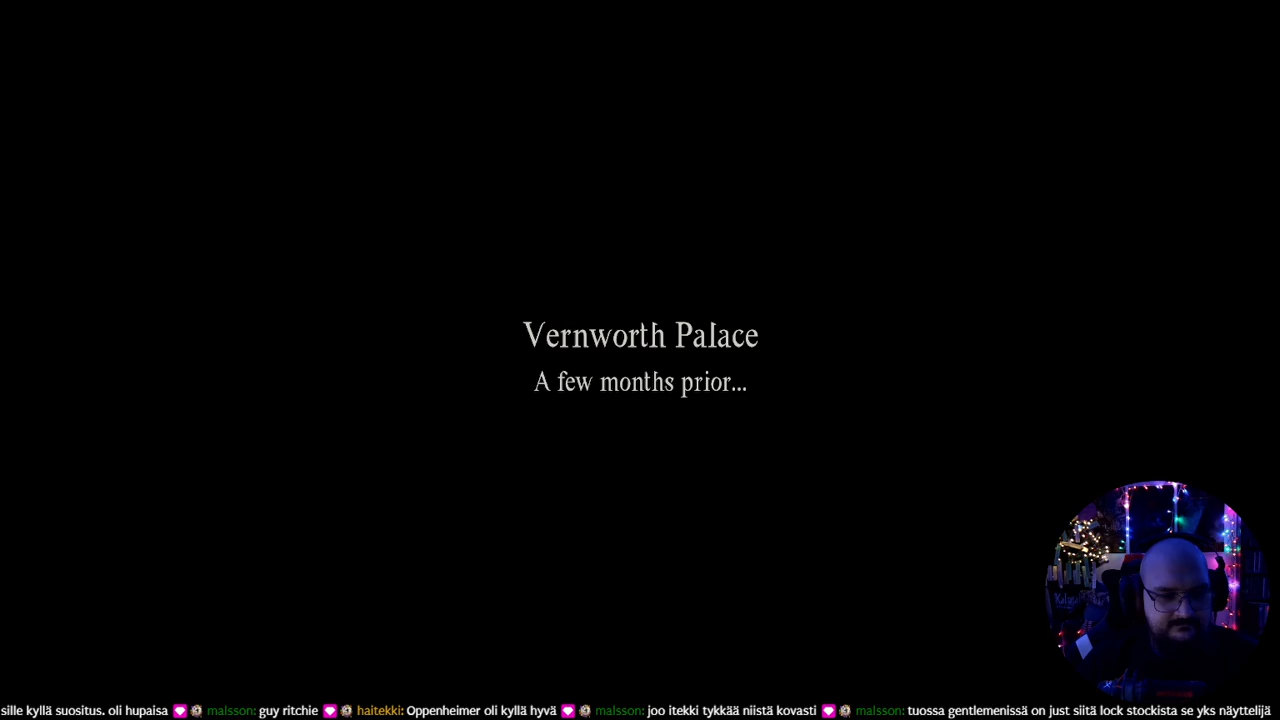 Vernworth Palace
A few months prior...
sille kyllä suositus. oli hupaisa malsson: guy ritchie haitekki: Oppenheimer oli kyllä hyvä malsson: joo itekki tykkää niistä kovasti malsson: tuossa gentlemenissä on just siitä lock stockista se yks näyttelijä